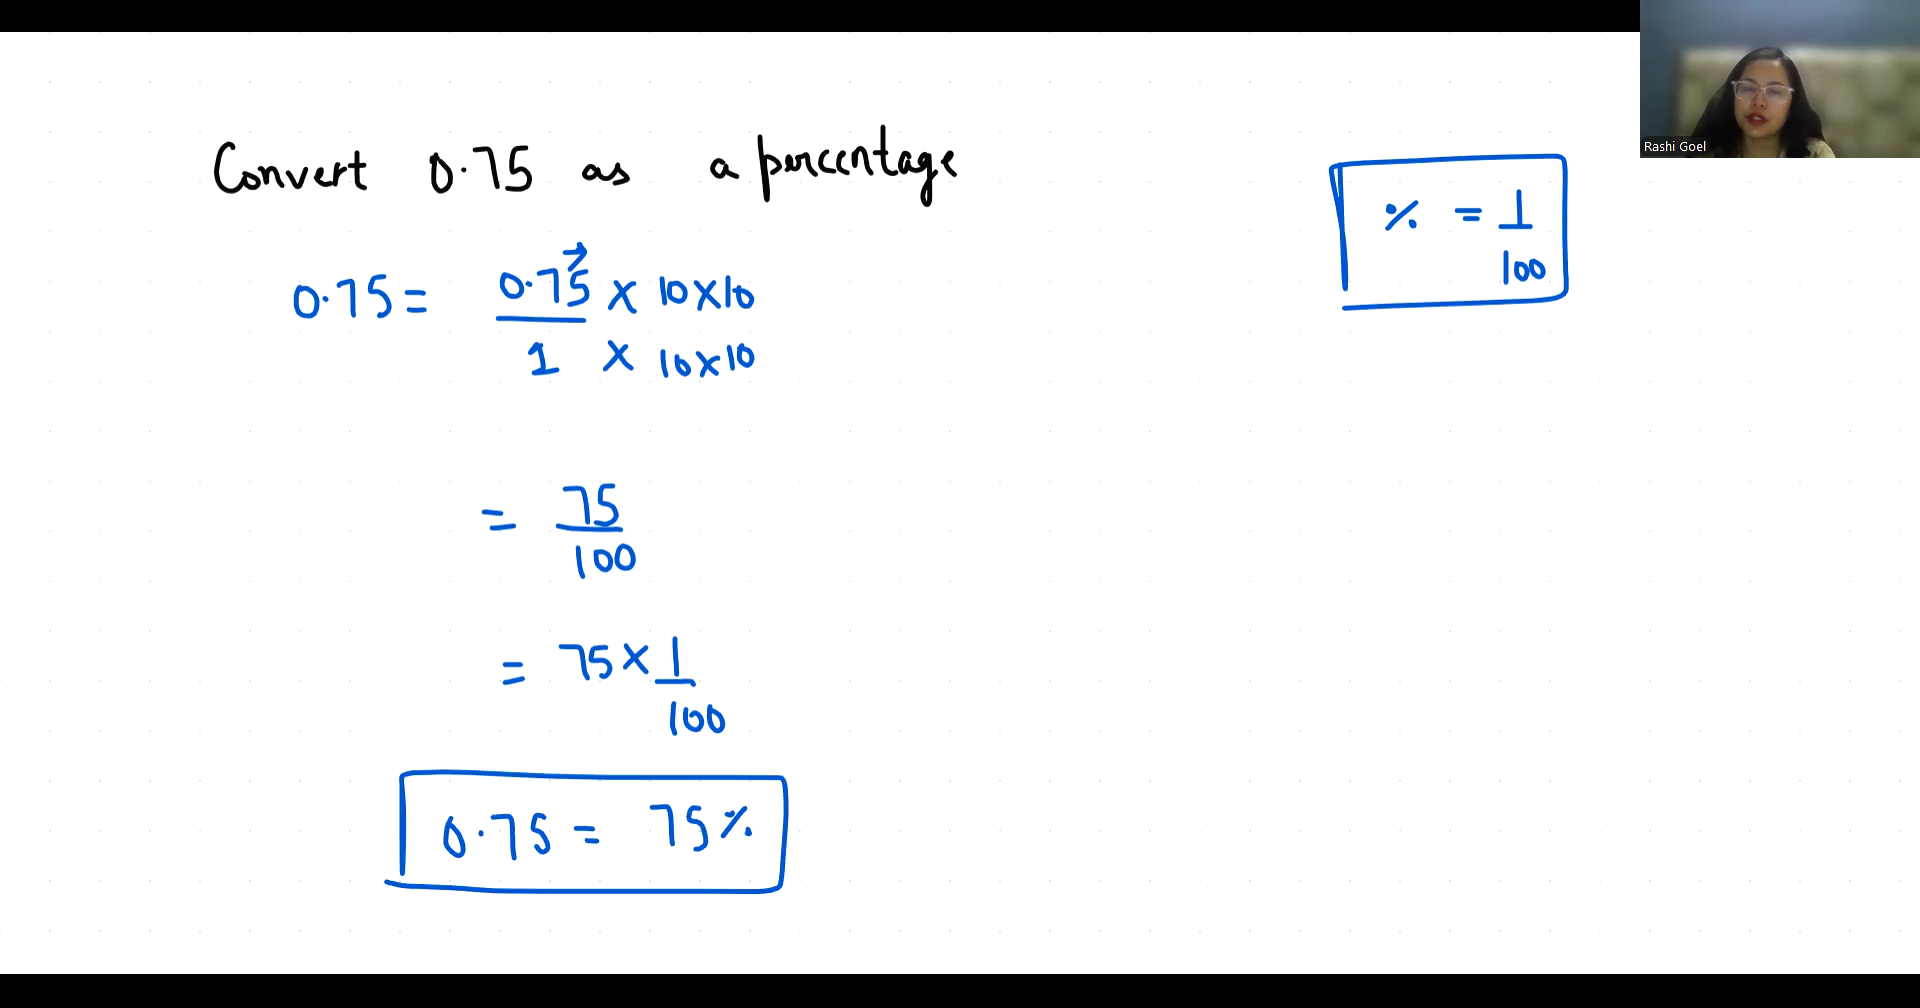 Convert 0.75 as a percentage
% = 1
100
0.75 = 0.75 x 10x10
1 x 10x10
= 75
100
= 75 x 1
100
0.75 = 75%
Rashi Goel